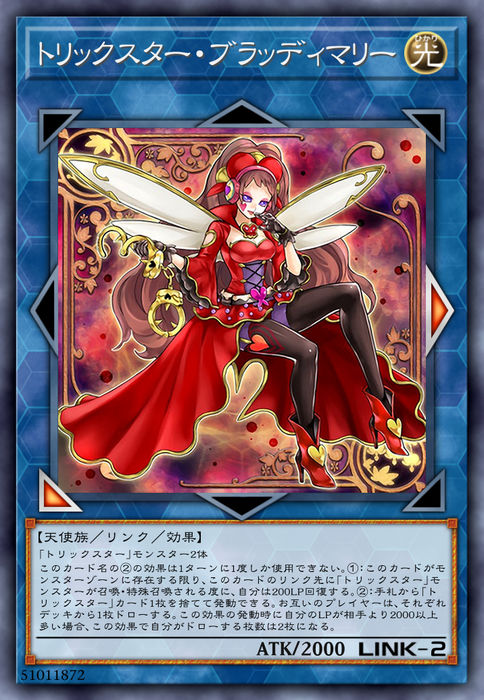 トリックスター・ブラッディマリー
ひかり
光
【天使族／リンク／効果】
「トリックスター」モンスター2体
このカード名の②の効果は1ターンに1度しか使用できない。①：このカードがモ
ンスターゾーンに存在する限り、このカードのリンク先に「トリックスター」モ
ンスターが召喚・特殊召喚される度に、自分は200LP回復する。②：手札から「ト
リックスター」カード1枚を捨てて発動できる。お互いのプレイヤーは、それぞれ
デッキから1枚ドローする。この効果の発動時に自分のLPが相手より2000以上
多い場合、この効果で自分がドローする枚数は2枚になる。
ATK/2000 LINK-2
51011872